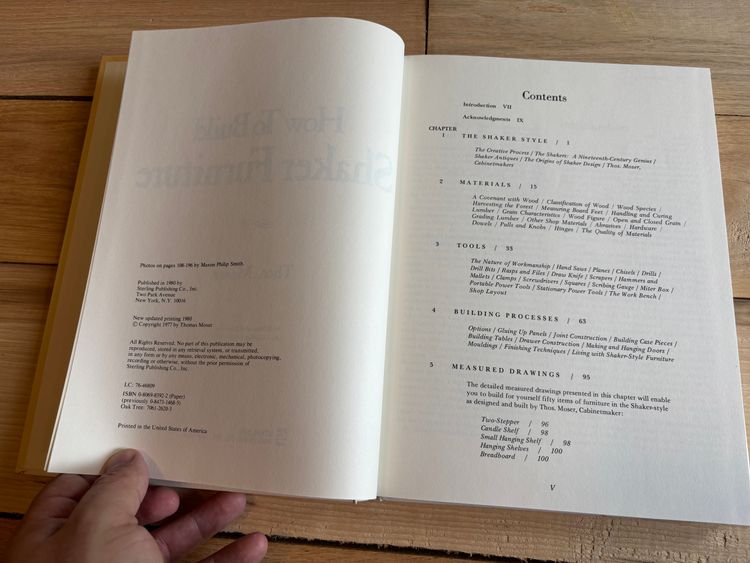 How To Build
Shaker Furniture
Photos on pages 108-196 by Mason Philip Smith
Published in 1980 by
Sterling Publishing Co., Inc.
Two Park Avenue
New York, N.Y. 10016
New updated printing 1980
© Copyright 1977 by Thomas Moser
All Rights Reserved. No part of this publication may be
reproduced, stored in any retrieval system, or transmitted,
in any form or by any means, electronic, mechanical, photocopying,
recording or otherwise, without the prior permission of
Sterling Publishing Co., Inc.
LC: 76-46809
ISBN 0-8069-8392-2 (Paper)
(previously 0-8473-1468-5)
Oak Tree: 7061-2620-3
Printed in the United States of America
Contents
Introduction VII
Acknowledgments IX
CHAPTER
1 THE SHAKER STYLE / 1
The Creative Process / The Shakers: A Nineteenth-Century Genius /
Shaker Antiques / The Origins of Shaker Design / Thos. Moser,
Cabinetmakers
2 MATERIALS / 15
A Covenant with Wood / Classification of Wood / Wood Species /
Harvesting the Forest / Measuring Board Feet / Handling and Curing
Lumber / Grain Characteristics / Wood Figure / Open and Closed Grain /
Grading Lumber / Other Shop Materials / Abrasives / Hardware /
Dowels / Pulls and Knobs / Hinges / The Quality of Materials
3 TOOLS / 33
The Nature of Workmanship / Hand Saws / Planes / Chisels / Drills /
Drill Bits / Rasps and Files / Draw Knife / Scrapers / Hammers and
Mallets / Clamps / Screwdrivers / Squares / Scribing Gauge / Miter Box /
Portable Power Tools / Stationary Power Tools / The Work Bench /
Shop Layout
4 BUILDING PROCESSES / 63
Options / Gluing Up Panels / Joint Construction / Building Case Pieces /
Building Tables / Drawer Construction / Making and Hanging Doors /
Mouldings / Finishing Techniques / Living with Shaker-Style Furniture
5 MEASURED DRAWINGS / 95
The detailed measured drawings presented in this chapter will enable
you to build for yourself fifty items of furniture in the Shaker-style
as designed and built by Thos. Moser, Cabinetmaker:
Two-Stepper / 96
Candle Shelf / 98
Small Hanging Shelf / 98
Hanging Shelves / 100
Breadboard / 100
V